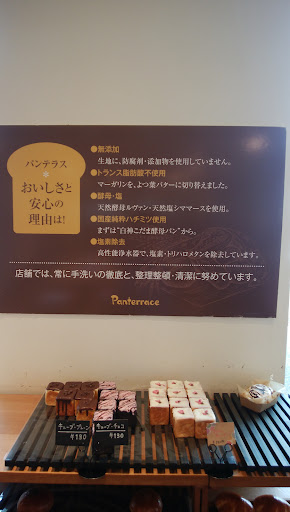 パンテラス
おいしさと
安心の
理由は!
●無添加
生地に、防腐剤・添加物を使用していません。
●トランス脂肪酸不使用
マーガリンを、よつ葉バターに切り替えました。
●酵母・塩
天然酵母ルヴァン・天然塩シママースを使用。
●国産純粋ハチミツ使用
まずは"白神こだま酵母パン"から。
●塩素除虫
高性能浄水器で、塩素・トリハロメタンを除去しています。
店舗では、常に手洗いの徹底と、整理整頓・清潔に努めています。
Panterrace
キューブ・プレーン
¥130
キューブ・チョコ
¥130